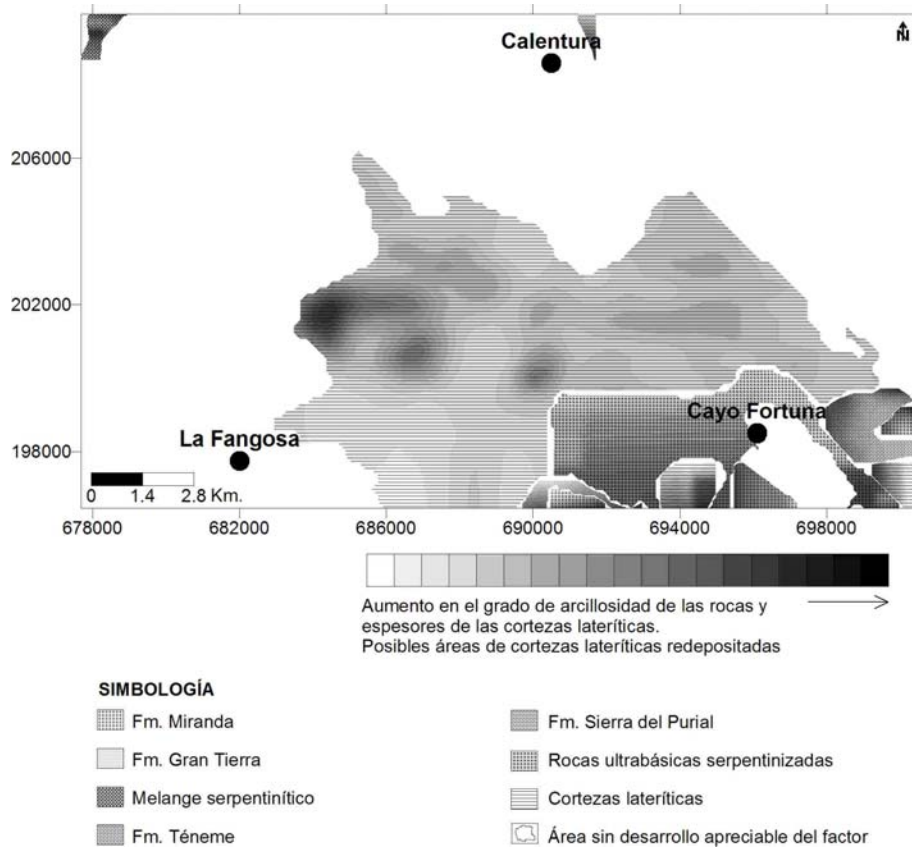 Calentura
N
206000
202000
Cayo Fortuna
La Fangosa
198000
0 1.4 2.8 Km.
678000 682000 686000 690000 694000 698000
Aumento en el grado de arcillosidad de las rocas y
espesores de las cortezas lateríticas.
Posibles áreas de cortezas lateríticas redepositadas
SIMBOLOGÍA
Fm. Miranda
Fm. Gran Tierra
Melange serpentinítico
Fm. Téneme
Fm. Sierra del Purial
Rocas ultrabásicas serpentinizadas
Cortezas lateríticas
Área sin desarrollo apreciable del factor